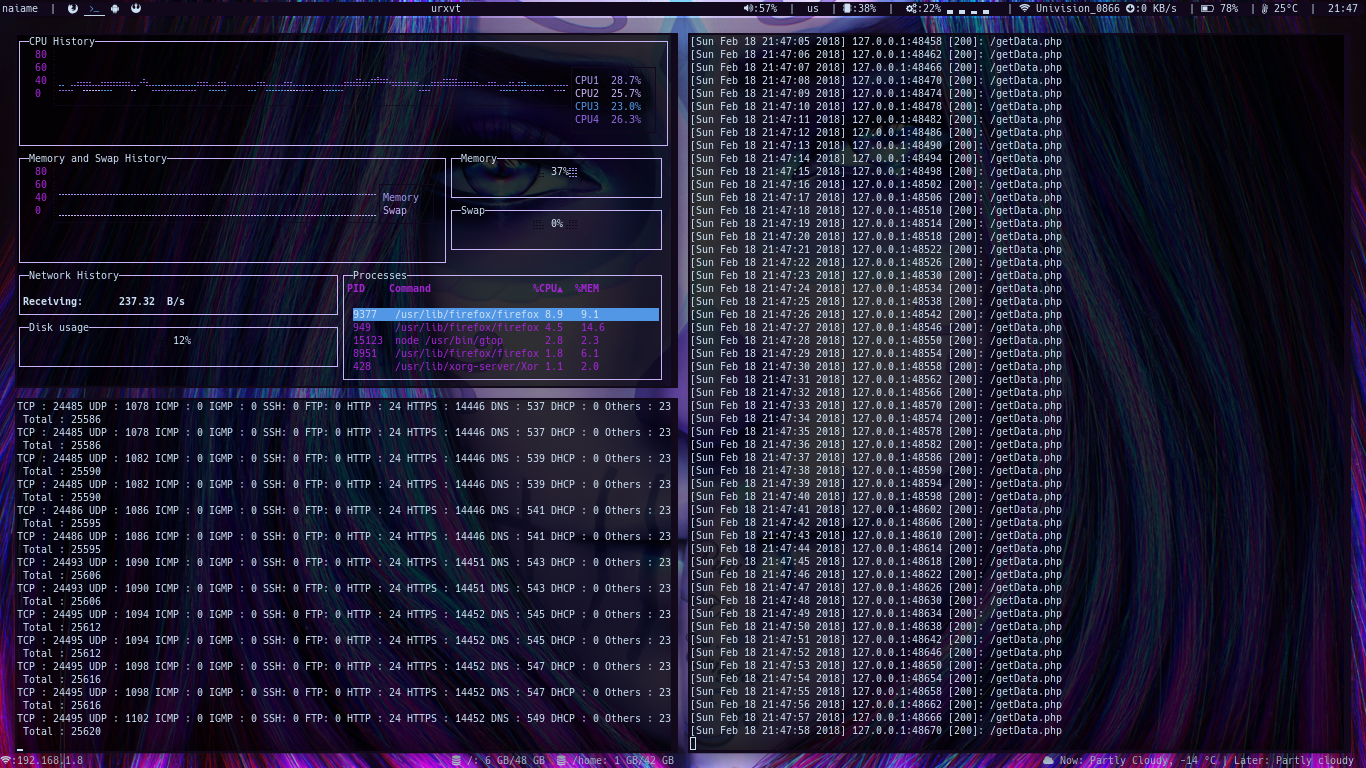 naiame | urxvt :57% | us | :38% | :22% | Univision_0866 :0 KB/s | 78% | 25°C | 21:47
CPU History
80
60
40
0
CPU1 28.7%
CPU2 25.7%
CPU3 23.0%
CPU4 26.3%
Memory and Swap History
80
60
40
0
Memory
Swap
Memory
37%
Swap
0%
Network History
Receiving: 237.32 B/s
Disk usage
12%
Processes
PID Command %CPU▲ %MEM
9377 /usr/lib/firefox/firefox 8.9 9.1
949 /usr/lib/firefox/firefox 4.5 14.6
15123 node /usr/bin/gtop 2.8 2.3
8951 /usr/lib/firefox/firefox 1.8 6.1
428 /usr/lib/xorg-server/Xor 1.1 2.0
TCP : 24485 UDP : 1078 ICMP : 0 IGMP : 0 SSH: 0 FTP: 0 HTTP : 24 HTTPS : 14446 DNS : 537 DHCP : 0 Others : 23
Total : 25586
TCP : 24485 UDP : 1078 ICMP : 0 IGMP : 0 SSH: 0 FTP: 0 HTTP : 24 HTTPS : 14446 DNS : 537 DHCP : 0 Others : 23
Total : 25586
TCP : 24485 UDP : 1082 ICMP : 0 IGMP : 0 SSH: 0 FTP: 0 HTTP : 24 HTTPS : 14446 DNS : 539 DHCP : 0 Others : 23
Total : 25590
TCP : 24485 UDP : 1082 ICMP : 0 IGMP : 0 SSH: 0 FTP: 0 HTTP : 24 HTTPS : 14446 DNS : 539 DHCP : 0 Others : 23
Total : 25590
TCP : 24486 UDP : 1086 ICMP : 0 IGMP : 0 SSH: 0 FTP: 0 HTTP : 24 HTTPS : 14446 DNS : 541 DHCP : 0 Others : 23
Total : 25595
TCP : 24486 UDP : 1086 ICMP : 0 IGMP : 0 SSH: 0 FTP: 0 HTTP : 24 HTTPS : 14446 DNS : 541 DHCP : 0 Others : 23
Total : 25595
TCP : 24493 UDP : 1090 ICMP : 0 IGMP : 0 SSH: 0 FTP: 0 HTTP : 24 HTTPS : 14451 DNS : 543 DHCP : 0 Others : 23
Total : 25606
TCP : 24493 UDP : 1090 ICMP : 0 IGMP : 0 SSH: 0 FTP: 0 HTTP : 24 HTTPS : 14451 DNS : 543 DHCP : 0 Others : 23
Total : 25606
TCP : 24495 UDP : 1094 ICMP : 0 IGMP : 0 SSH: 0 FTP: 0 HTTP : 24 HTTPS : 14452 DNS : 545 DHCP : 0 Others : 23
Total : 25612
TCP : 24495 UDP : 1094 ICMP : 0 IGMP : 0 SSH: 0 FTP: 0 HTTP : 24 HTTPS : 14452 DNS : 545 DHCP : 0 Others : 23
Total : 25612
TCP : 24495 UDP : 1098 ICMP : 0 IGMP : 0 SSH: 0 FTP: 0 HTTP : 24 HTTPS : 14452 DNS : 547 DHCP : 0 Others : 23
Total : 25616
TCP : 24495 UDP : 1098 ICMP : 0 IGMP : 0 SSH: 0 FTP: 0 HTTP : 24 HTTPS : 14452 DNS : 547 DHCP : 0 Others : 23
Total : 25616
TCP : 24495 UDP : 1102 ICMP : 0 IGMP : 0 SSH: 0 FTP: 0 HTTP : 24 HTTPS : 14452 DNS : 549 DHCP : 0 Others : 23
Total : 25620
[Sun Feb 18 21:47:05 2018] 127.0.0.1:48458 [200]: /getData.php
[Sun Feb 18 21:47:06 2018] 127.0.0.1:48462 [200]: /getData.php
[Sun Feb 18 21:47:07 2018] 127.0.0.1:48466 [200]: /getData.php
[Sun Feb 18 21:47:08 2018] 127.0.0.1:48470 [200]: /getData.php
[Sun Feb 18 21:47:09 2018] 127.0.0.1:48474 [200]: /getData.php
[Sun Feb 18 21:47:10 2018] 127.0.0.1:48478 [200]: /getData.php
[Sun Feb 18 21:47:11 2018] 127.0.0.1:48482 [200]: /getData.php
[Sun Feb 18 21:47:12 2018] 127.0.0.1:48486 [200]: /getData.php
[Sun Feb 18 21:47:13 2018] 127.0.0.1:48490 [200]: /getData.php
[Sun Feb 18 21:47:14 2018] 127.0.0.1:48494 [200]: /getData.php
[Sun Feb 18 21:47:15 2018] 127.0.0.1:48498 [200]: /getData.php
[Sun Feb 18 21:47:16 2018] 127.0.0.1:48502 [200]: /getData.php
[Sun Feb 18 21:47:17 2018] 127.0.0.1:48506 [200]: /getData.php
[Sun Feb 18 21:47:18 2018] 127.0.0.1:48510 [200]: /getData.php
[Sun Feb 18 21:47:19 2018] 127.0.0.1:48514 [200]: /getData.php
[Sun Feb 18 21:47:20 2018] 127.0.0.1:48518 [200]: /getData.php
[Sun Feb 18 21:47:21 2018] 127.0.0.1:48522 [200]: /getData.php
[Sun Feb 18 21:47:22 2018] 127.0.0.1:48526 [200]: /getData.php
[Sun Feb 18 21:47:23 2018] 127.0.0.1:48530 [200]: /getData.php
[Sun Feb 18 21:47:24 2018] 127.0.0.1:48534 [200]: /getData.php
[Sun Feb 18 21:47:25 2018] 127.0.0.1:48538 [200]: /getData.php
[Sun Feb 18 21:47:26 2018] 127.0.0.1:48542 [200]: /getData.php
[Sun Feb 18 21:47:27 2018] 127.0.0.1:48546 [200]: /getData.php
[Sun Feb 18 21:47:28 2018] 127.0.0.1:48550 [200]: /getData.php
[Sun Feb 18 21:47:29 2018] 127.0.0.1:48554 [200]: /getData.php
[Sun Feb 18 21:47:30 2018] 127.0.0.1:48558 [200]: /getData.php
[Sun Feb 18 21:47:31 2018] 127.0.0.1:48562 [200]: /getData.php
[Sun Feb 18 21:47:32 2018] 127.0.0.1:48566 [200]: /getData.php
[Sun Feb 18 21:47:33 2018] 127.0.0.1:48570 [200]: /getData.php
[Sun Feb 18 21:47:34 2018] 127.0.0.1:48574 [200]: /getData.php
[Sun Feb 18 21:47:35 2018] 127.0.0.1:48578 [200]: /getData.php
[Sun Feb 18 21:47:36 2018] 127.0.0.1:48582 [200]: /getData.php
[Sun Feb 18 21:47:37 2018] 127.0.0.1:48586 [200]: /getData.php
[Sun Feb 18 21:47:38 2018] 127.0.0.1:48590 [200]: /getData.php
[Sun Feb 18 21:47:39 2018] 127.0.0.1:48594 [200]: /getData.php
[Sun Feb 18 21:47:40 2018] 127.0.0.1:48598 [200]: /getData.php
[Sun Feb 18 21:47:41 2018] 127.0.0.1:48602 [200]: /getData.php
[Sun Feb 18 21:47:42 2018] 127.0.0.1:48606 [200]: /getData.php
[Sun Feb 18 21:47:43 2018] 127.0.0.1:48610 [200]: /getData.php
[Sun Feb 18 21:47:44 2018] 127.0.0.1:48614 [200]: /getData.php
[Sun Feb 18 21:47:45 2018] 127.0.0.1:48618 [200]: /getData.php
[Sun Feb 18 21:47:46 2018] 127.0.0.1:48622 [200]: /getData.php
[Sun Feb 18 21:47:47 2018] 127.0.0.1:48626 [200]: /getData.php
[Sun Feb 18 21:47:48 2018] 127.0.0.1:48630 [200]: /getData.php
[Sun Feb 18 21:47:49 2018] 127.0.0.1:48634 [200]: /getData.php
[Sun Feb 18 21:47:50 2018] 127.0.0.1:48638 [200]: /getData.php
[Sun Feb 18 21:47:51 2018] 127.0.0.1:48642 [200]: /getData.php
[Sun Feb 18 21:47:52 2018] 127.0.0.1:48646 [200]: /getData.php
[Sun Feb 18 21:47:53 2018] 127.0.0.1:48650 [200]: /getData.php
[Sun Feb 18 21:47:54 2018] 127.0.0.1:48654 [200]: /getData.php
[Sun Feb 18 21:47:55 2018] 127.0.0.1:48658 [200]: /getData.php
[Sun Feb 18 21:47:56 2018] 127.0.0.1:48662 [200]: /getData.php
[Sun Feb 18 21:47:57 2018] 127.0.0.1:48666 [200]: /getData.php
[Sun Feb 18 21:47:58 2018] 127.0.0.1:48670 [200]: /getData.php
:192.168.1.8 /: 6 GB/48 GB /home: 1 GB/42 GB Now: Partly Cloudy, -14 °C | Later: Partly cloudy